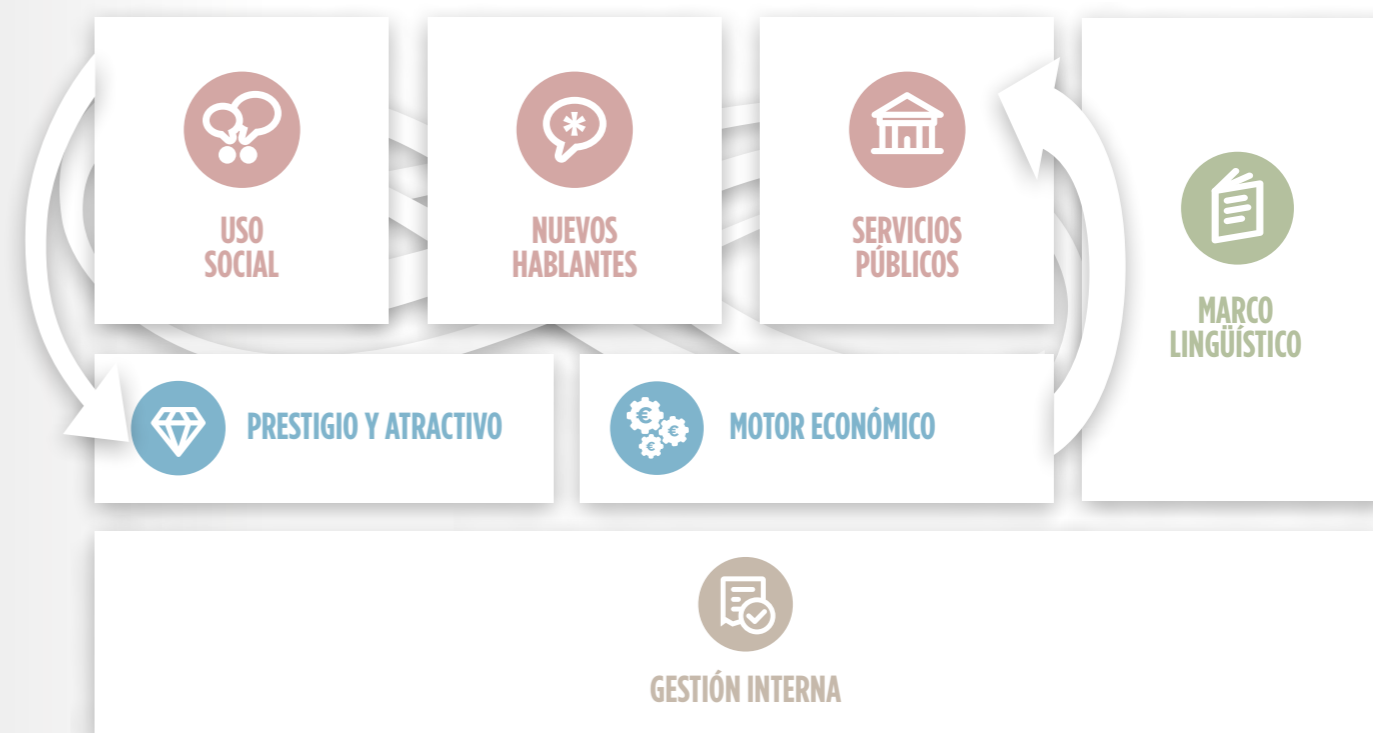 USO
SOCIAL
NUEVOS
HABLANTES
SERVICIOS
PÚBLICOS
MARCO
LINGÜÍSTICO
PRESTIGIO Y ATRACTIVO
MOTOR ECONÓMICO
GESTIÓN INTERNA